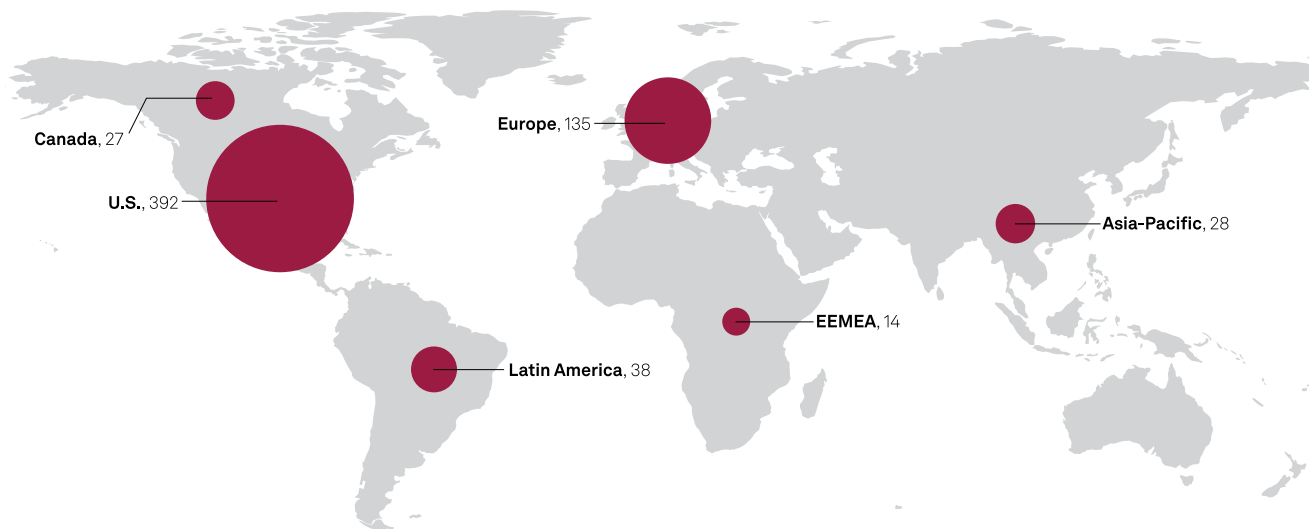 Canada, 27
Europe, 135
U.S., 392
Asia-Pacific, 28
EEMEA, 14
Latin America, 38